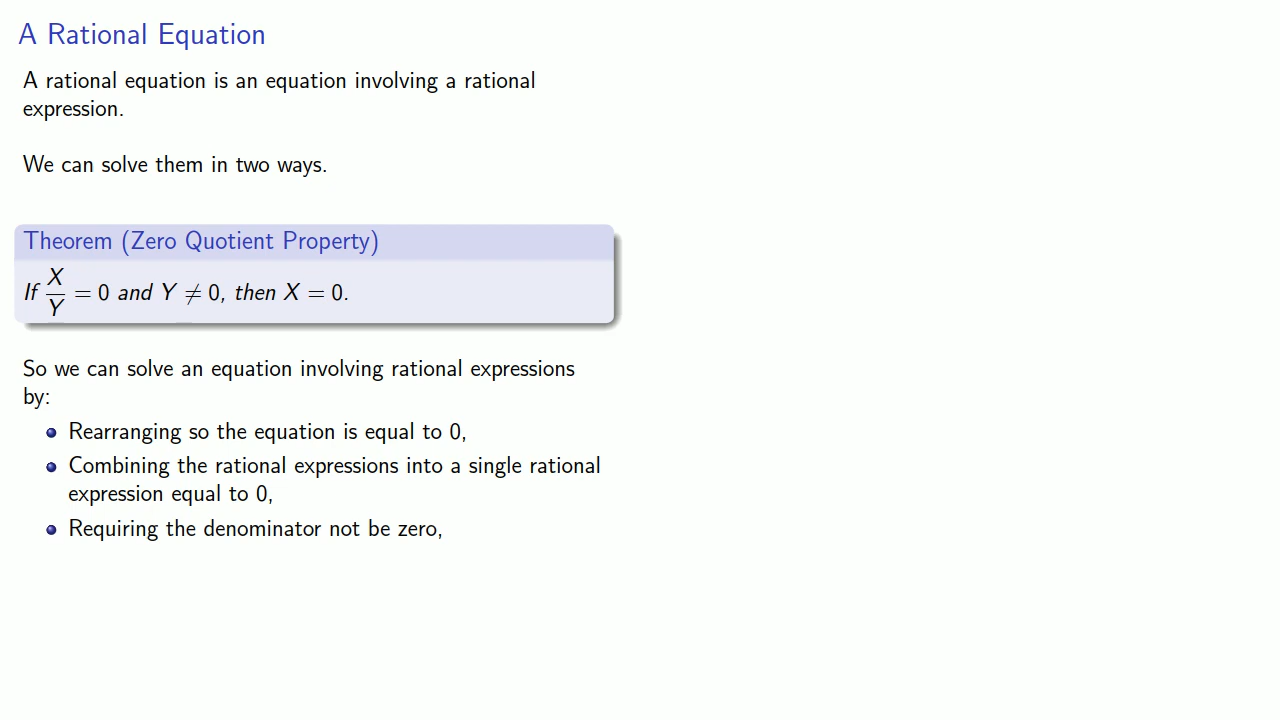 A Rational Equation
A rational equation is an equation involving a rational
expression.
We can solve them in two ways.
Theorem (Zero Quotient Property)
If X/Y = 0 and Y ≠ 0, then X = 0.
So we can solve an equation involving rational expressions
by:
Rearranging so the equation is equal to 0,
Combining the rational expressions into a single rational
expression equal to 0,
Requiring the denominator not be zero,